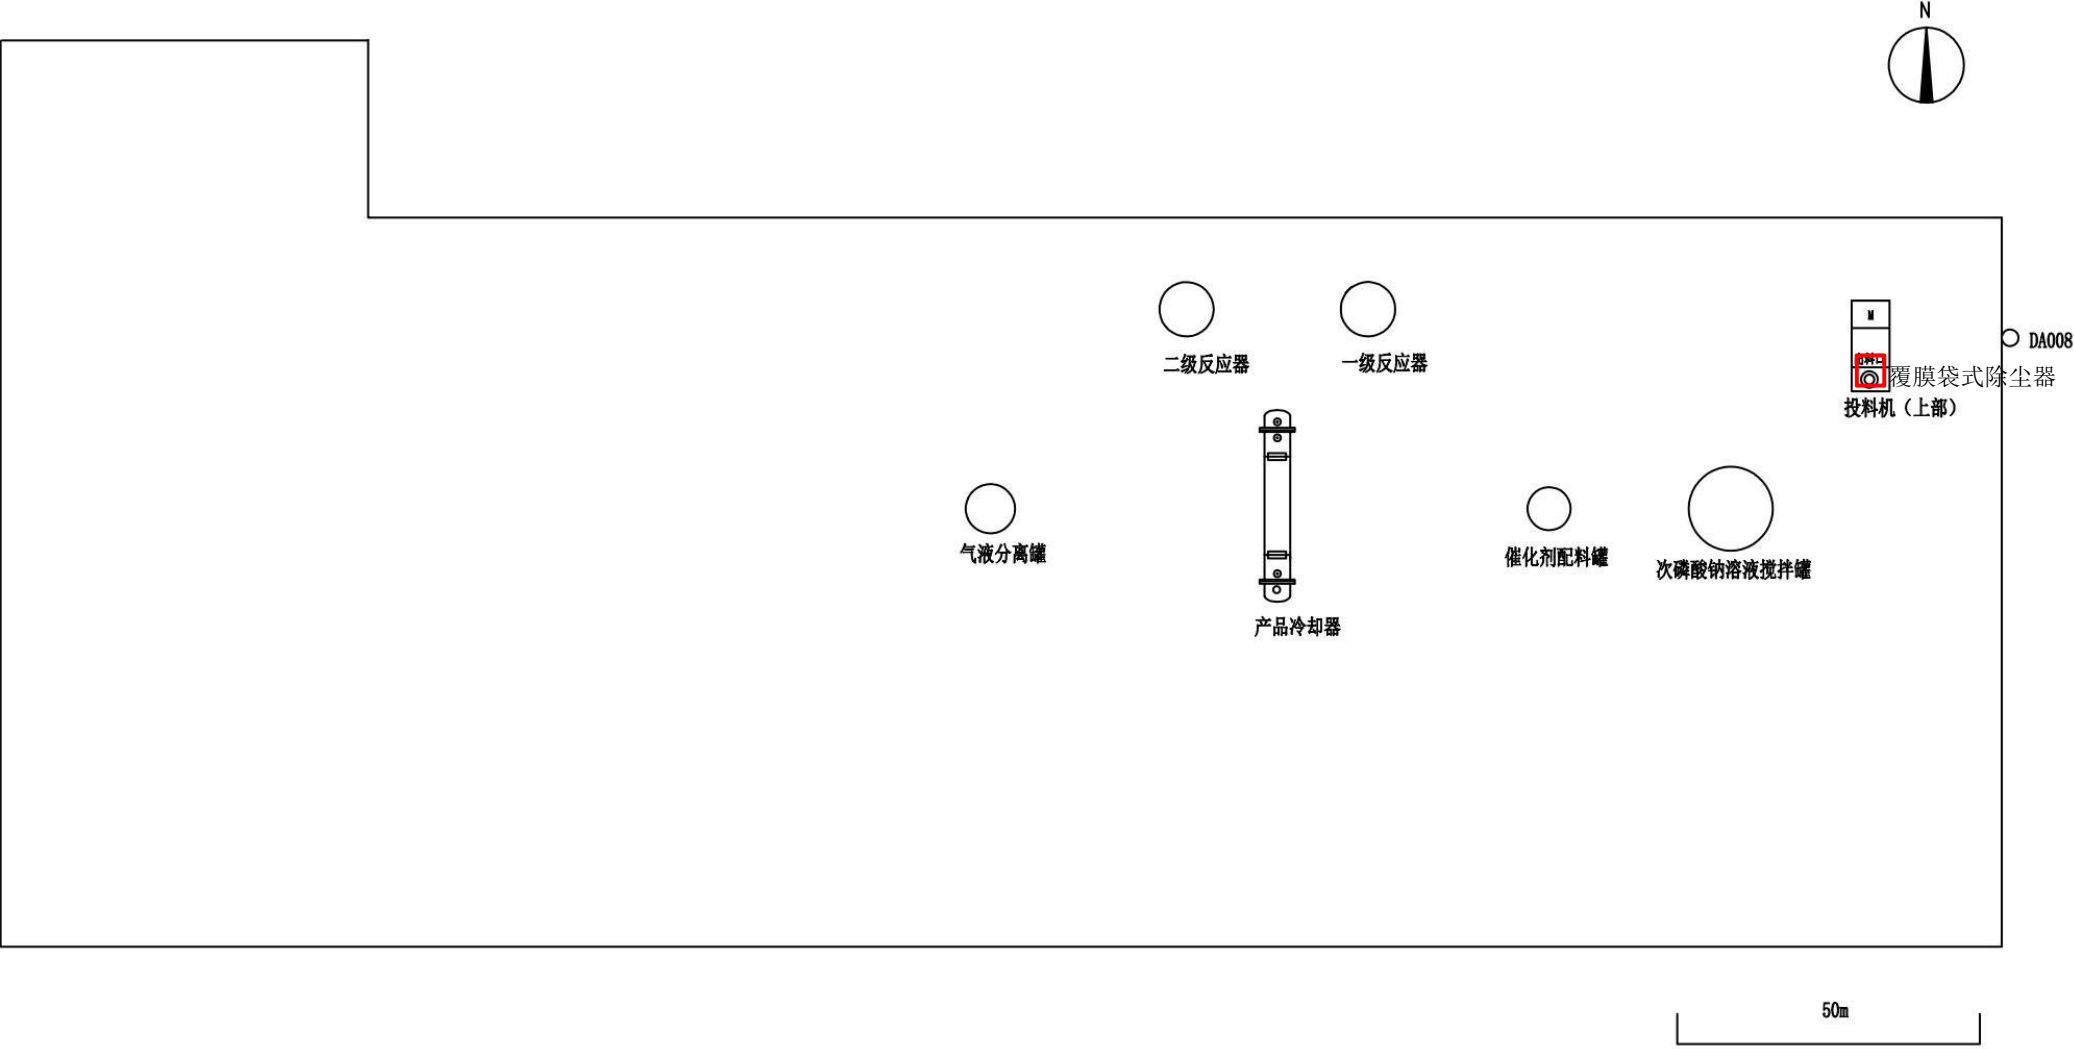 N
M
DA008
二级反应器
一级反应器
覆膜袋式除尘器
投料机（上部）
气液分离罐
催化剂配料罐
次磷酸钠溶液搅拌罐
产品冷却器
50m